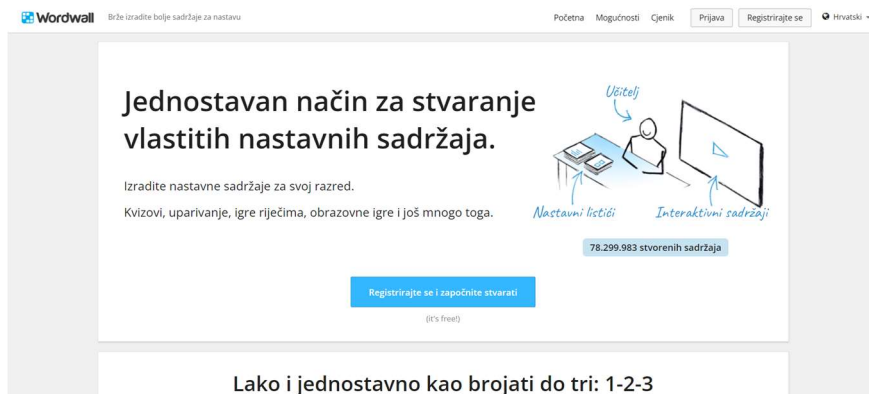 Wordwall Brže izradite bolje sadržaje za nastavu Početna Mogućnosti Cjenik Prijava Registrirajte se Hrvatski
Jednostavan način za stvaranje
vlastitih nastavnih sadržaja.
Izradite nastavne sadržaje za svoj razred.
Kvizovi, uparivanje, igre riječima, obrazovne igre i još mnogo toga.
Učitelj
Nastavni listići
Interaktivni sadržaji
78.299.983 stvorenih sadržaja
Registrirajte se i započnite stvarati
(it's free!)
Lako i jednostavno kao brojati do tri: 1-2-3